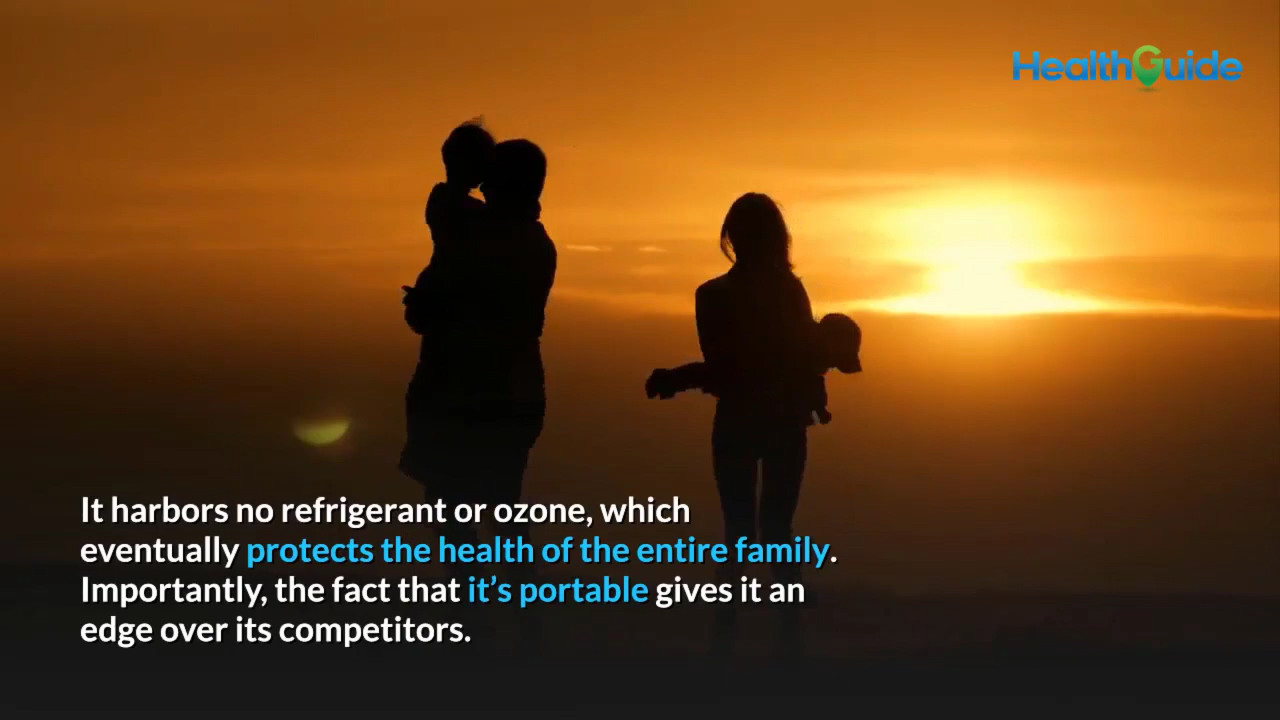 HealthGuide
It harbors no refrigerant or ozone, which
eventually protects the health of the entire family.
Importantly, the fact that it’s portable gives it an
edge over its competitors.